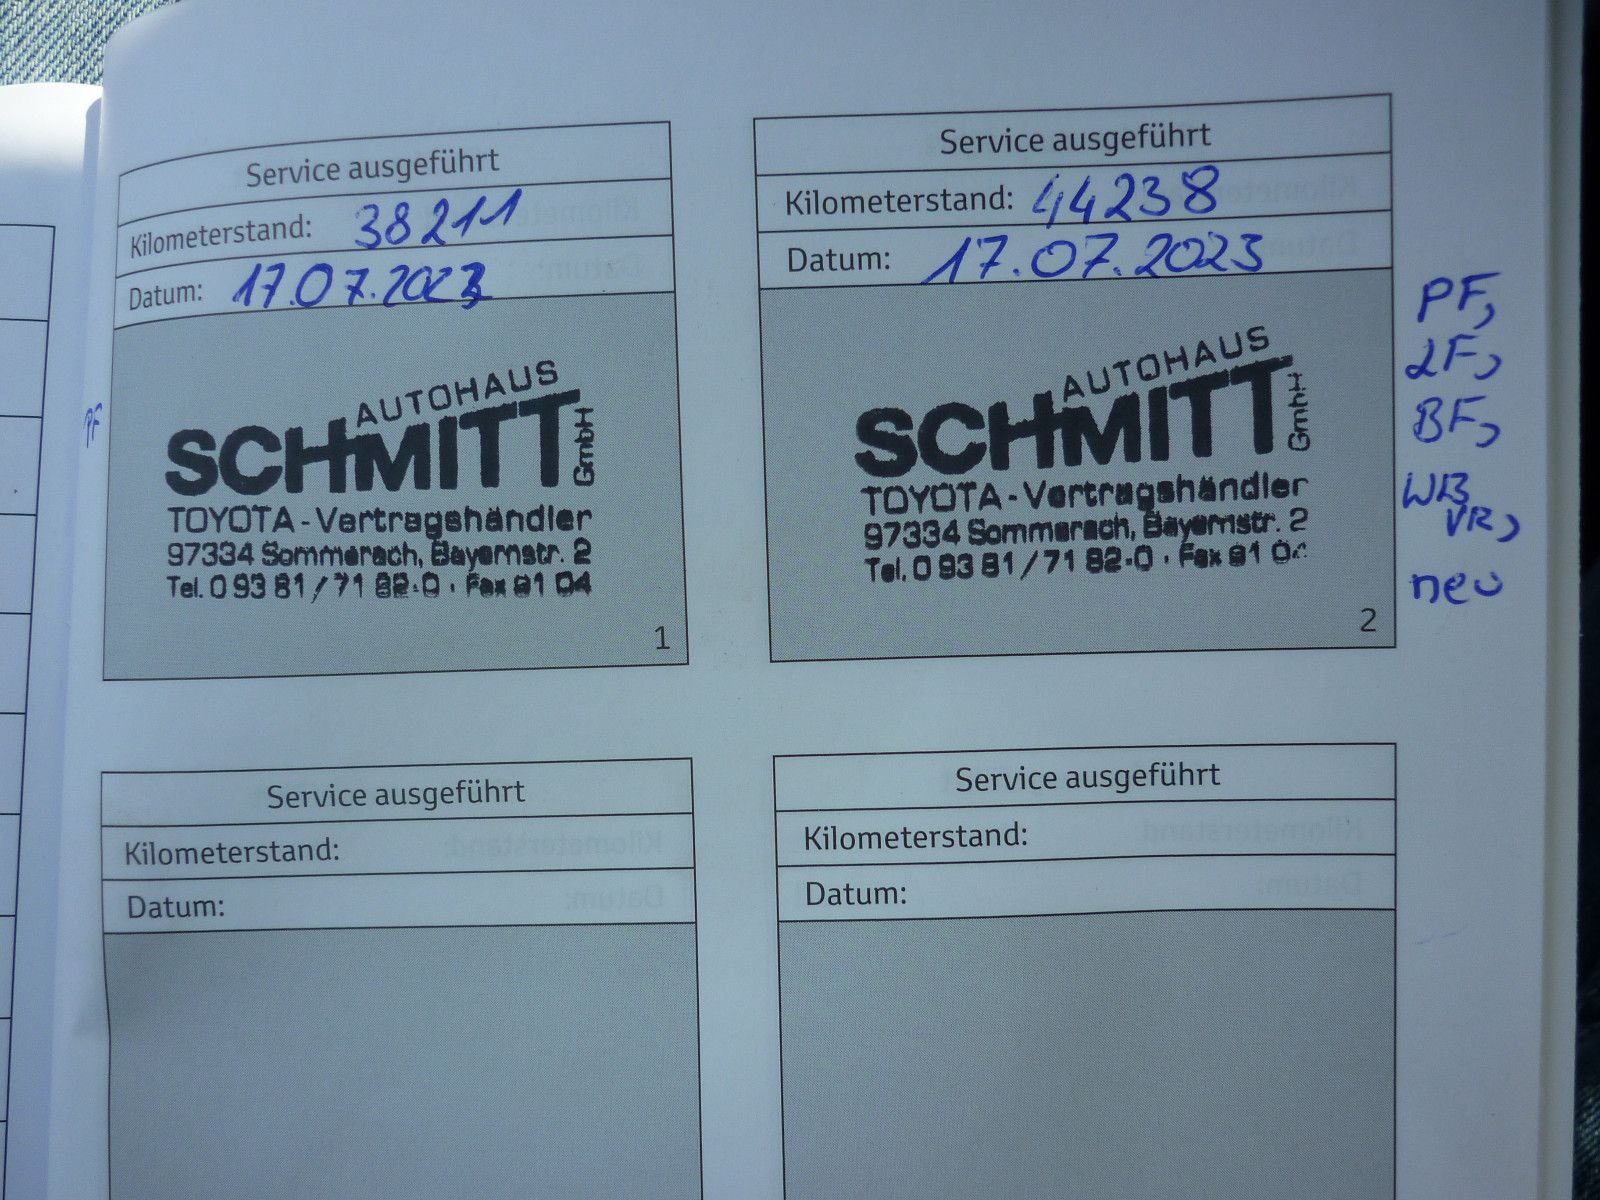 Service ausgeführt
Kilometerstand: 38211
Datum: 17.07.2023
PF
AUTOHAUS
SCHMITT GmbH
TOYOTA-Vertragshändler
97334 Sommerach, Bayernstr. 2
Tel. 0 93 81 / 71 82-0 · Fax 91 04
1
Service ausgeführt
Kilometerstand: 44238
Datum: 17.07.2023
AUTOHAUS
SCHMITT GmbH
TOYOTA-Vertragshändler
97334 Sommerach, Bayernstr. 2
Tel. 0 93 81 / 71 82-0 · Fax 91 04
2
PF,
LF,
BF,
WB
VR,
neu
Service ausgeführt
Kilometerstand:
Datum:
Service ausgeführt
Kilometerstand:
Datum: